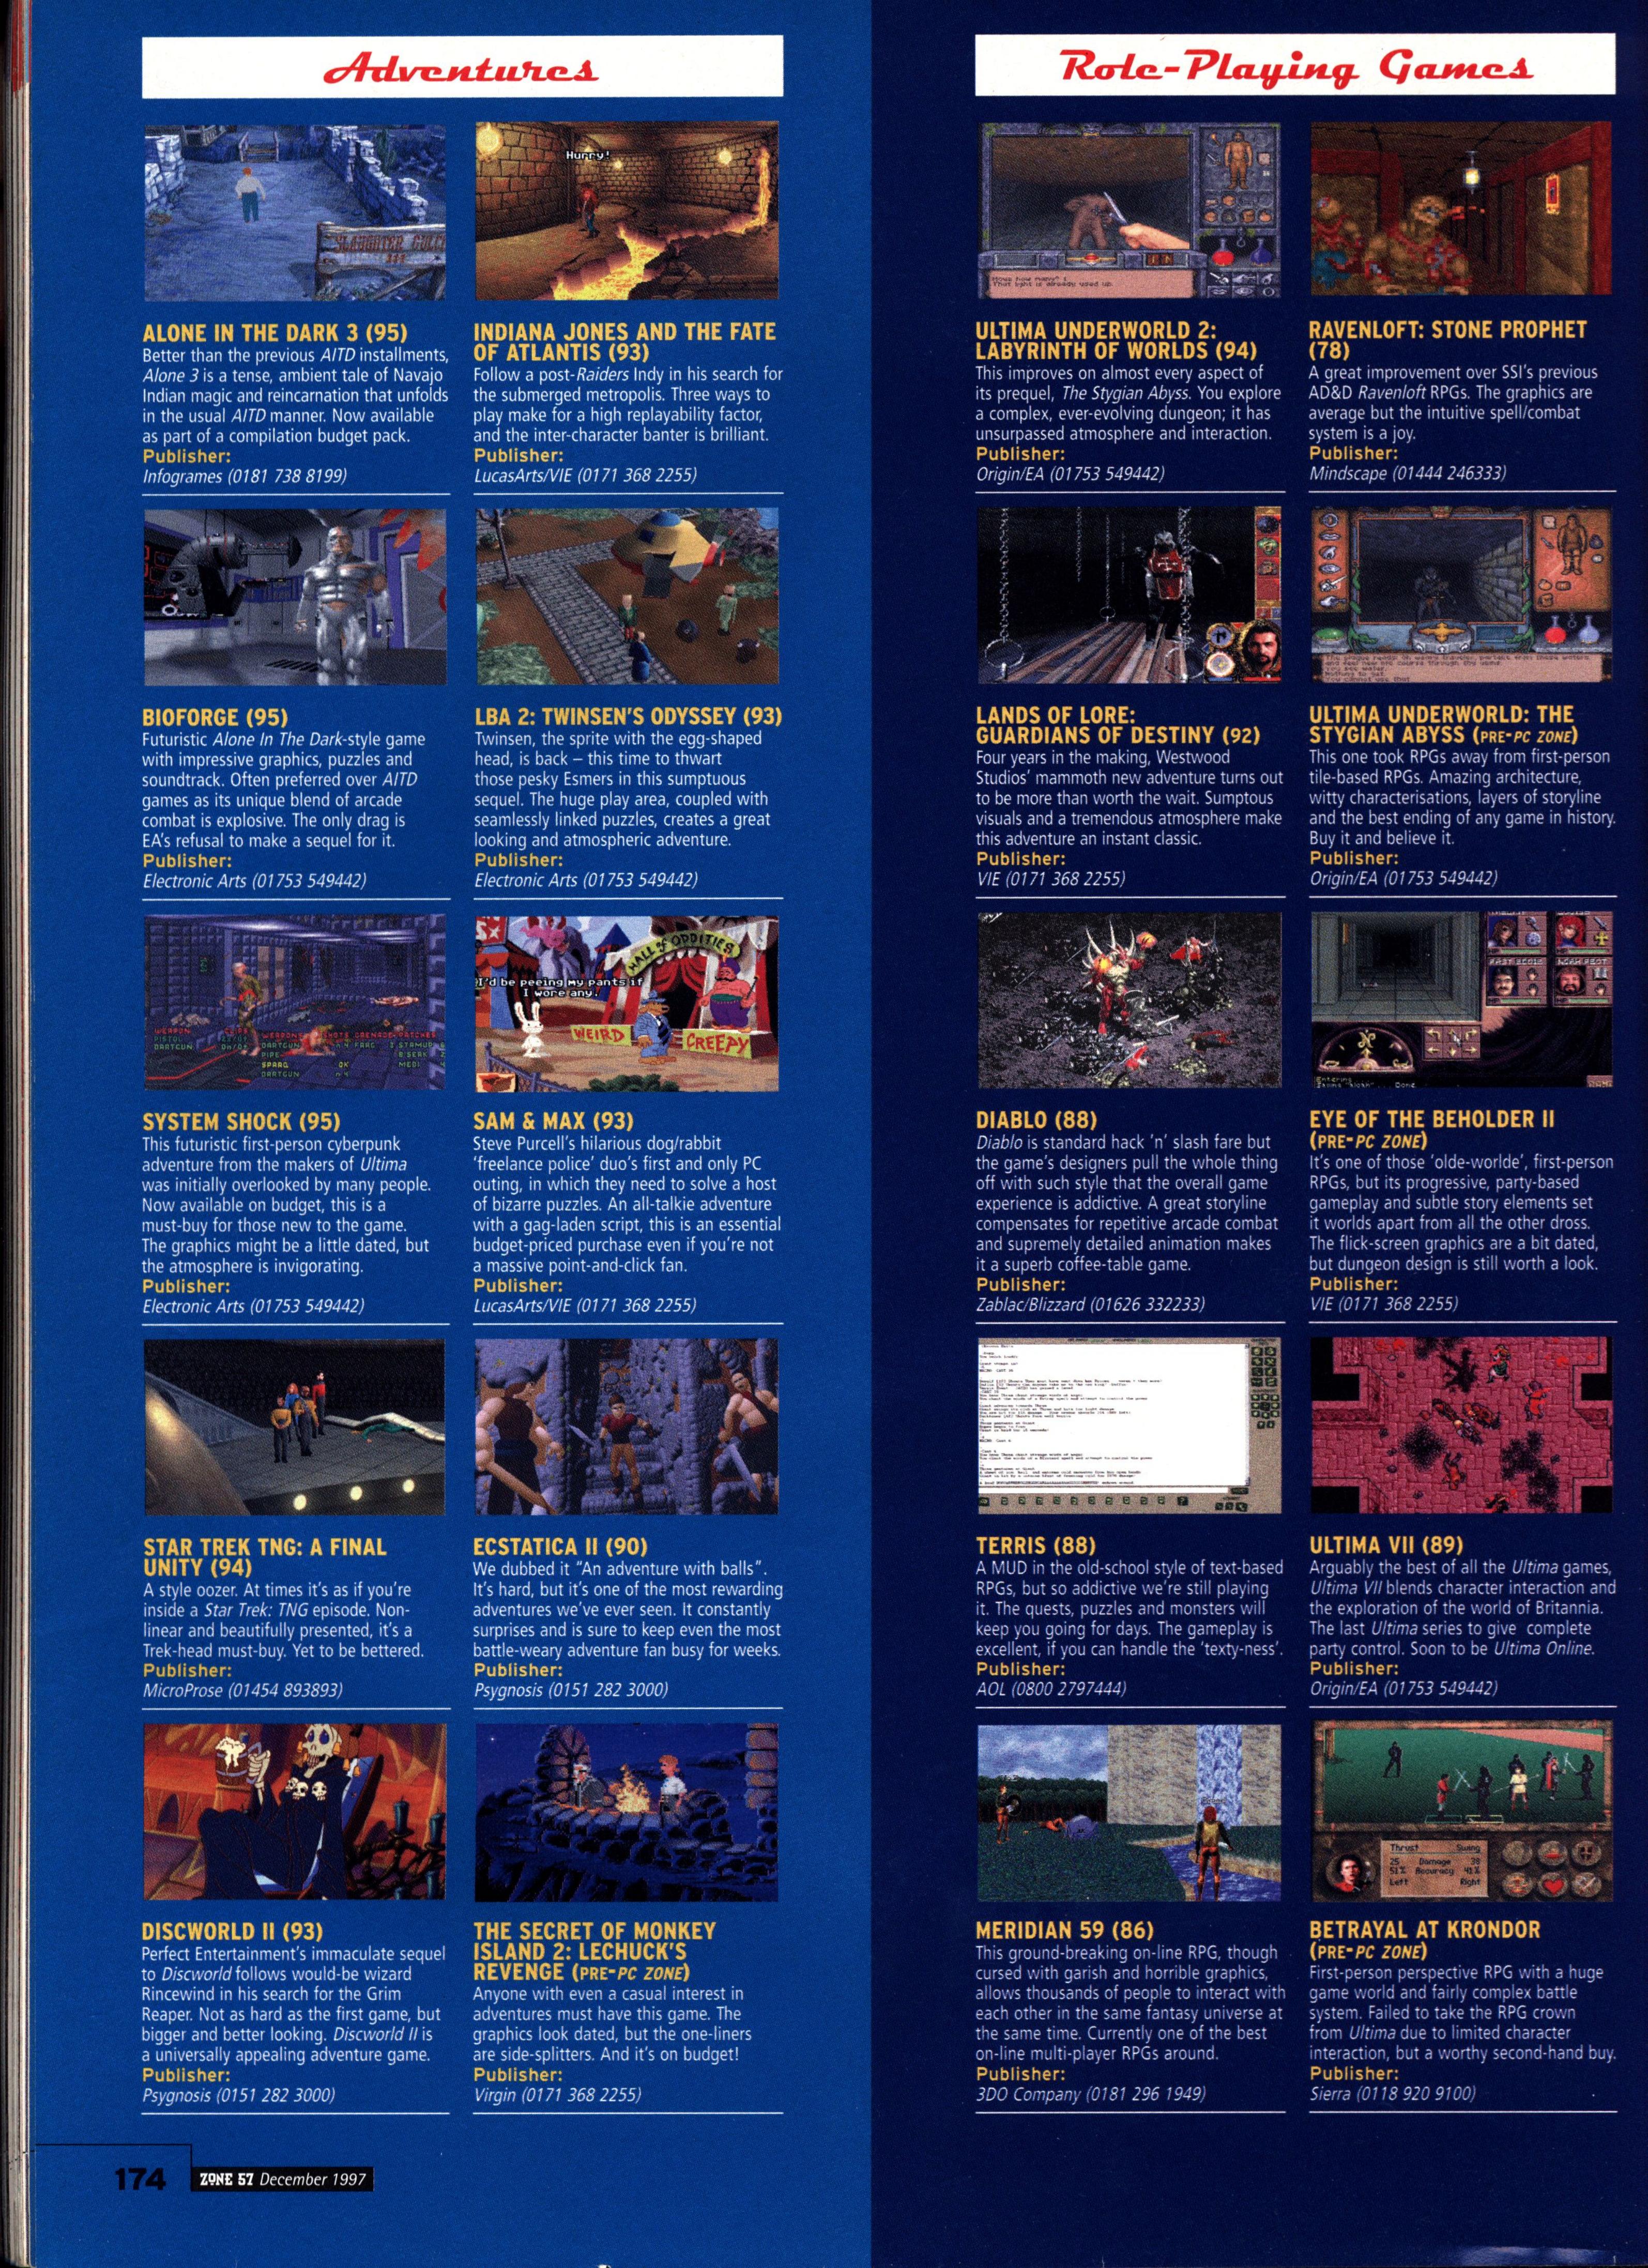 Adventures
Hurry!
SLAUGHTER GULCH
ALONE IN THE DARK 3 (95)
Better than the previous AITD installments,
Alone 3 is a tense, ambient tale of Navajo
Indian magic and reincarnation that unfolds
in the usual AITD manner. Now available
as part of a compilation budget pack.
Publisher:
Infogrames (0181 738 8199)
INDIANA JONES AND THE FATE
OF ATLANTIS (93)
Follow a post-Raiders Indy in his search for
the submerged metropolis. Three ways to
play make for a high replayability factor,
and the inter-character banter is brilliant.
Publisher:
LucasArts/VIE (0171 368 2255)
BIOFORGE (95)
Futuristic Alone In The Dark-style game
with impressive graphics, puzzles and
soundtrack. Often preferred over AITD
games as its unique blend of arcade
combat is explosive. The only drag is
EA's refusal to make a sequel for it.
Publisher:
Electronic Arts (01753 549442)
LBA 2: TWINSEN'S ODYSSEY (93)
Twinsen, the sprite with the egg-shaped
head, is back – this time to thwart
those pesky Esmers in this sumptuous
sequel. The huge play area, coupled with
seamlessly linked puzzles, creates a great
looking and atmospheric adventure.
Publisher:
Electronic Arts (01753 549442)
HALL OF ODDITIES
I'd be peeing my pants if
I wore any.
WEIRD
CREEPY
SYSTEM SHOCK (95)
This futuristic first-person cyberpunk
adventure from the makers of Ultima
was initially overlooked by many people.
Now available on budget, this is a
must-buy for those new to the game.
The graphics might be a little dated, but
the atmosphere is invigorating.
Publisher:
Electronic Arts (01753 549442)
SAM & MAX (93)
Steve Purcell's hilarious dog/rabbit
'freelance police' duo's first and only PC
outing, in which they need to solve a host
of bizarre puzzles. An all-talkie adventure
with a gag-laden script, this is an essential
budget-priced purchase even if you're not
a massive point-and-click fan.
Publisher:
LucasArts/VIE (0171 368 2255)
STAR TREK TNG: A FINAL
UNITY (94)
A style oozer. At times it's as if you're
inside a Star Trek: TNG episode. Non-
linear and beautifully presented, it's a
Trek-head must-buy. Yet to be bettered.
Publisher:
MicroProse (01454 893893)
ECSTATICA II (90)
We dubbed it "An adventure with balls".
It's hard, but it's one of the most rewarding
adventures we've ever seen. It constantly
surprises and is sure to keep even the most
battle-weary adventure fan busy for weeks.
Publisher:
Psygnosis (0151 282 3000)
DISCWORLD II (93)
Perfect Entertainment's immaculate sequel
to Discworld follows would-be wizard
Rincewind in his search for the Grim
Reaper. Not as hard as the first game, but
bigger and better looking. Discworld II is
a universally appealing adventure game.
Publisher:
Psygnosis (0151 282 3000)
THE SECRET OF MONKEY
ISLAND 2: LECHUCK'S
REVENGE (PRE-PC ZONE)
Anyone with even a casual interest in
adventures must have this game. The
graphics look dated, but the one-liners
are side-splitters. And it's on budget!
Publisher:
Virgin (0171 368 2255)
Role-Playing Games
Move how many? 1
That light is already used up.
ULTIMA UNDERWORLD 2:
LABYRINTH OF WORLDS (94)
This improves on almost every aspect of
its prequel, The Stygian Abyss. You explore
a complex, ever-evolving dungeon; it has
unsurpassed atmosphere and interaction.
Publisher:
Origin/EA (01753 549442)
RAVENLOFT: STONE PROPHET
(78)
A great improvement over SSI's previous
AD&D Ravenloft RPGs. The graphics are
average but the intuitive spell/combat
system is a joy.
Publisher:
Mindscape (01444 246333)
LANDS OF LORE:
GUARDIANS OF DESTINY (92)
Four years in the making, Westwood
Studios' mammoth new adventure turns out
to be more than worth the wait. Sumptous
visuals and a tremendous atmosphere make
this adventure an instant classic.
Publisher:
VIE (0171 368 2255)
ULTIMA UNDERWORLD: THE
STYGIAN ABYSS (PRE-PC ZONE)
This one took RPGs away from first-person
tile-based RPGs. Amazing architecture,
witty characterisations, layers of storyline
and the best ending of any game in history.
Buy it and believe it.
Publisher:
Origin/EA (01753 549442)
DIABLO (88)
Diablo is standard hack 'n' slash fare but
the game's designers pull the whole thing
off with such style that the overall game
experience is addictive. A great storyline
compensates for repetitive arcade combat
and supremely detailed animation makes
it a superb coffee-table game.
Publisher:
Zablac/Blizzard (01626 332233)
EYE OF THE BEHOLDER II
(PRE-PC ZONE)
It's one of those 'olde-worlde', first-person
RPGs, but its progressive, party-based
gameplay and subtle story elements set
it worlds apart from all the other dross.
The flick-screen graphics are a bit dated,
but dungeon design is still worth a look.
Publisher:
VIE (0171 368 2255)
TERRIS (88)
A MUD in the old-school style of text-based
RPGs, but so addictive we're still playing
it. The quests, puzzles and monsters will
keep you going for days. The gameplay is
excellent, if you can handle the 'texty-ness'.
Publisher:
AOL (0800 2797444)
ULTIMA VII (89)
Arguably the best of all the Ultima games,
Ultima VII blends character interaction and
the exploration of the world of Britannia.
The last Ultima series to give complete
party control. Soon to be Ultima Online.
Publisher:
Origin/EA (01753 549442)
Thrust Swing
25 Damage 38
51% Accuracy 41%
Left Right
MERIDIAN 59 (86)
This ground-breaking on-line RPG, though
cursed with garish and horrible graphics,
allows thousands of people to interact with
each other in the same fantasy universe at
the same time. Currently one of the best
on-line multi-player RPGs around.
Publisher:
3DO Company (0181 296 1949)
BETRAYAL AT KRONDOR
(PRE-PC ZONE)
First-person perspective RPG with a huge
game world and fairly complex battle
system. Failed to take the RPG crown
from Ultima due to limited character
interaction, but a worthy second-hand buy.
Publisher:
Sierra (0118 920 9100)
174
ZONE 57 December 1997